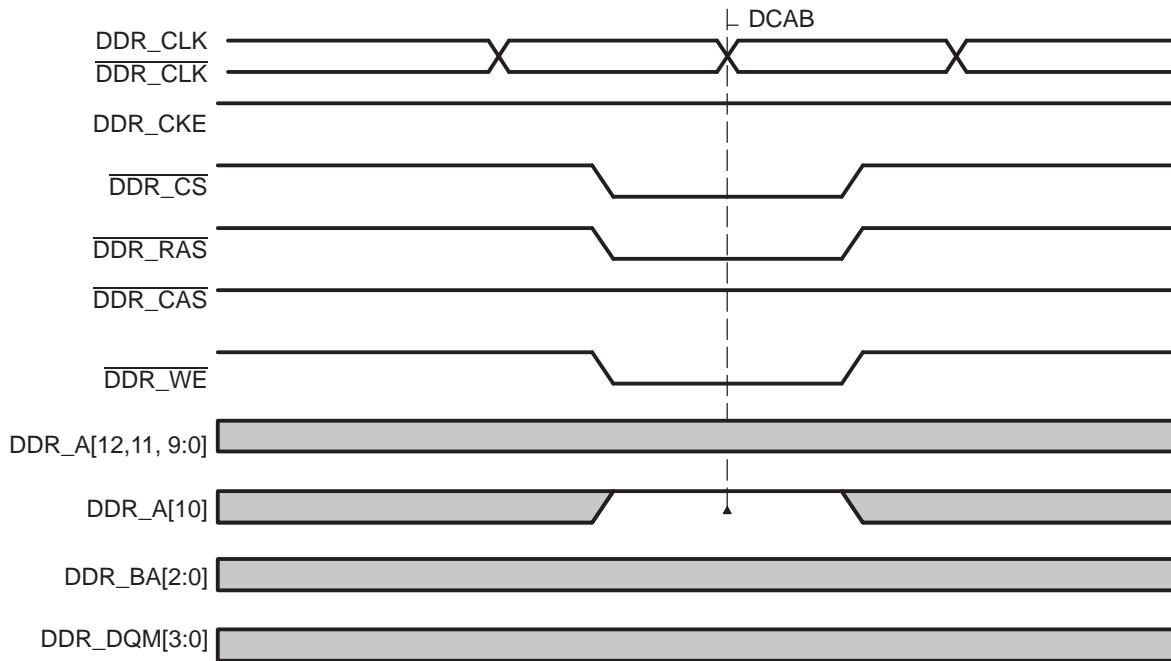 DCAB
DDR_CLK
DDR_CLK
DDR_CKE
DDR_CS
DDR_RAS
DDR_CAS
DDR_WE
DDR_A[12,11, 9:0]
DDR_A[10]
DDR_BA[2:0]
DDR_DQM[3:0]